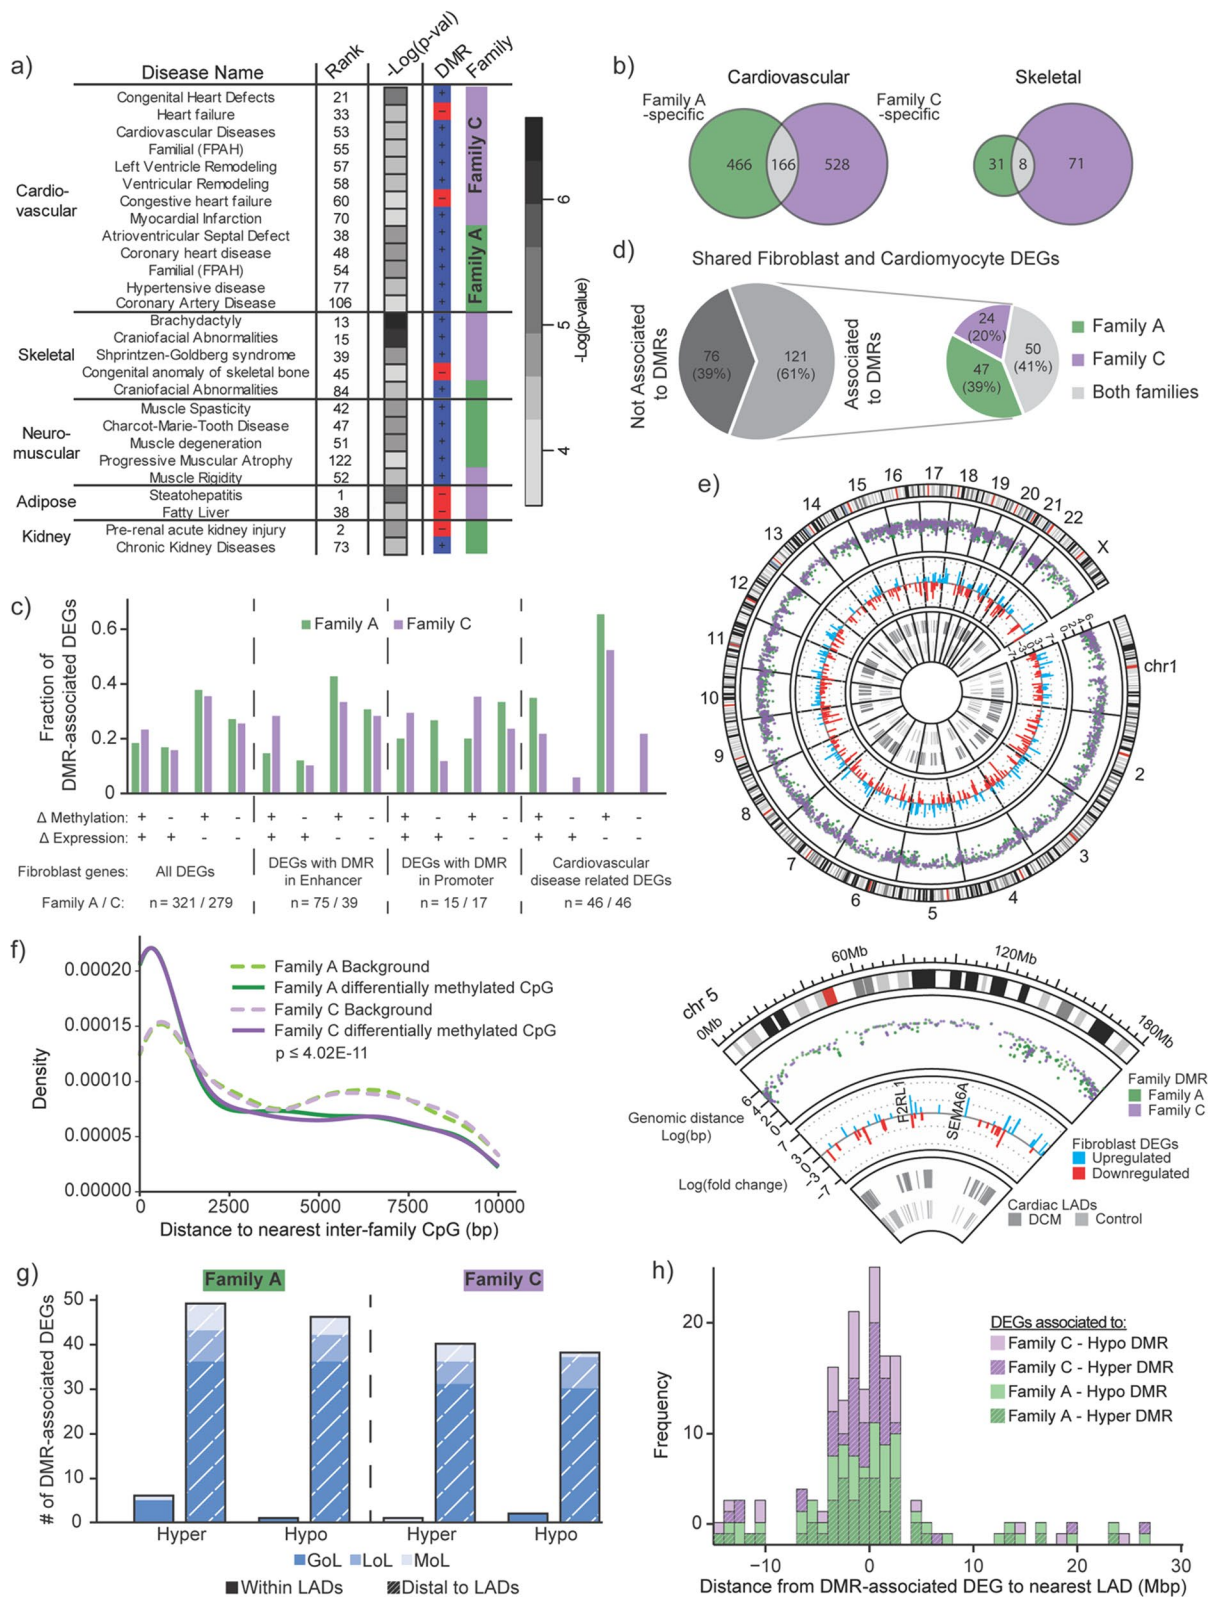 a)
Disease Name
Rank
-Log(p-val)
DMR
Family
Cardio-
vascular
Congenital Heart Defects 21 +
Heart failure 33 −
Cardiovascular Diseases 53 +
Familial (FPAH) 55 +
Left Ventricle Remodeling 57 +
Ventricular Remodeling 58 +
Congestive heart failure 60 −
Myocardial Infarction 70 +
Atrioventricular Septal Defect 38 +
Coronary heart disease 48 +
Familial (FPAH) 54 +
Hypertensive disease 77 +
Coronary Artery Disease 106 +
Family C
Family A
Skeletal
Brachydactyly 13 +
Craniofacial Abnormalities 15 +
Shprintzen-Goldberg syndrome 39 +
Congenital anomaly of skeletal bone 45 −
Craniofacial Abnormalities 84 +
Neuro-
muscular
Muscle Spasticity 42 +
Charcot-Marie-Tooth Disease 47 +
Muscle degeneration 51 +
Progressive Muscular Atrophy 122 +
Muscle Rigidity 52 +
Adipose
Steatohepatitis 1 −
Fatty Liver 38 −
Kidney
Pre-renal acute kidney injury 2 −
Chronic Kidney Diseases 73 +
6
5
4
-Log(p-value)
b)
Cardiovascular
Skeletal
Family A
-specific
Family C
-specific
466 166 528
31 8 71
d)
Shared Fibroblast and Cardiomyocyte DEGs
Not Associated
to DMRs
76
(39%)
121
(61%)
Associated
to DMRs
24
(20%)
47
(39%)
50
(41%)
Family A
Family C
Both families
c)
Fraction of
DMR-associated DEGs
0.6
0.4
0.2
0
Family A Family C
Δ Methylation: + - + - + - + - + - + - + - + -
Δ Expression: + + - - + + - - + + - - + + - -
Fibroblast genes:
All DEGs
DEGs with DMR
in Enhancer
DEGs with DMR
in Promoter
Cardiovascular
disease related DEGs
Family A / C: n = 321 / 279 n = 75 / 39 n = 15 / 17 n = 46 / 46
e)
chr1
2
3
4
5
6
7
8
9
10
11
12
13
14
15
16
17
18
19
20
21
22
X
6
4
2
0
7
3
0
-3
-7
chr 5
0Mb
60Mb
120Mb
180Mb
6
4
2
0
Genomic distance
Log(bp)
7
3
0
-3
-7
Log(fold change)
F2RL1
SEMA6A
Family DMR
Family A
Family C
Fibroblast DEGs
Upregulated
Downregulated
Cardiac LADs
DCM Control
f)
Density
0.00020
0.00015
0.00010
0.00005
0.00000
Family A Background
Family A differentially methylated CpG
Family C Background
Family C differentially methylated CpG
p ≤ 4.02E-11
0 2500 5000 7500 10000
Distance to nearest inter-family CpG (bp)
g)
Family A
Family C
# of DMR-associated DEGs
50
40
30
20
10
0
Hyper Hypo Hyper Hypo
GoL LoL MoL
Within LADs Distal to LADs
h)
Frequency
20
10
0
DEGs associated to:
Family C - Hypo DMR
Family C - Hyper DMR
Family A - Hypo DMR
Family A - Hyper DMR
−10 0 10 20 30
Distance from DMR-associated DEG to nearest LAD (Mbp)